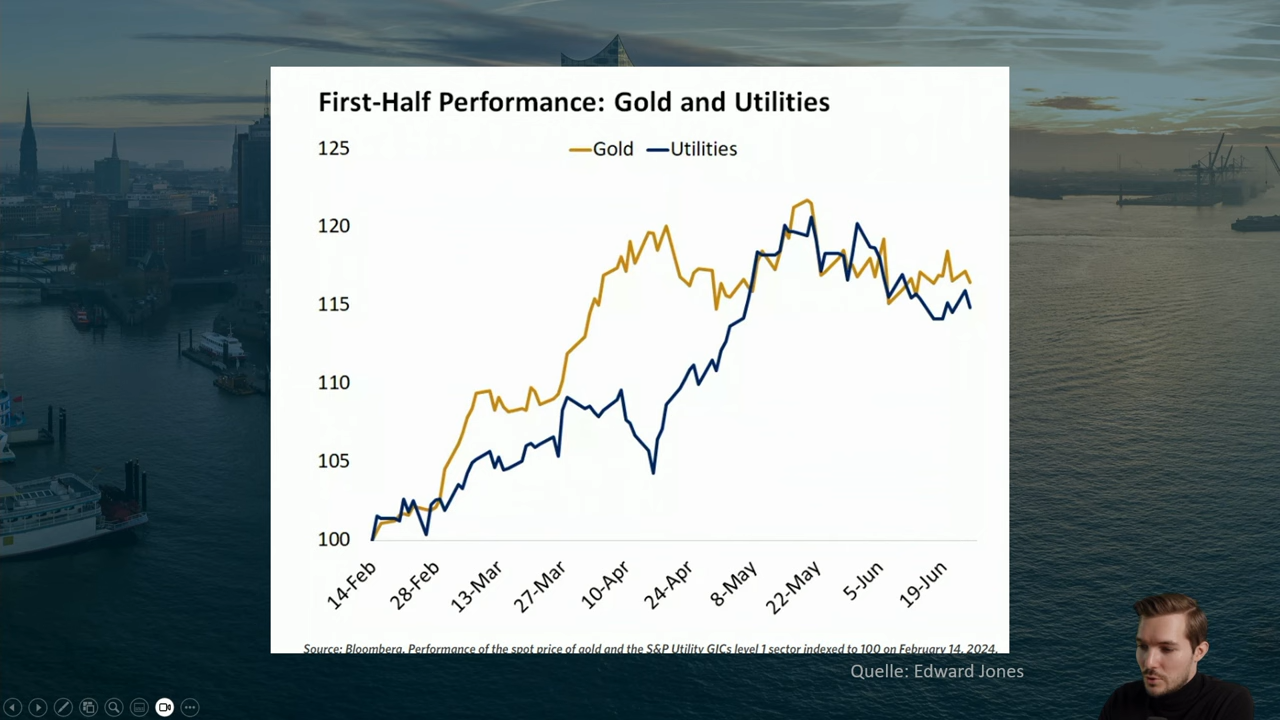 First-Half Performance: Gold and Utilities
Gold Utilities
125
120
115
110
105
100
14-Feb 28-Feb 13-Mar 27-Mar 10-Apr 24-Apr 8-May 22-May 5-Jun 19-Jun
Source: Bloomberg. Performance of the spot price of gold and the S&P Utility GICs level 1 sector indexed to 100 on February 14, 2024.
Quelle: Edward Jones